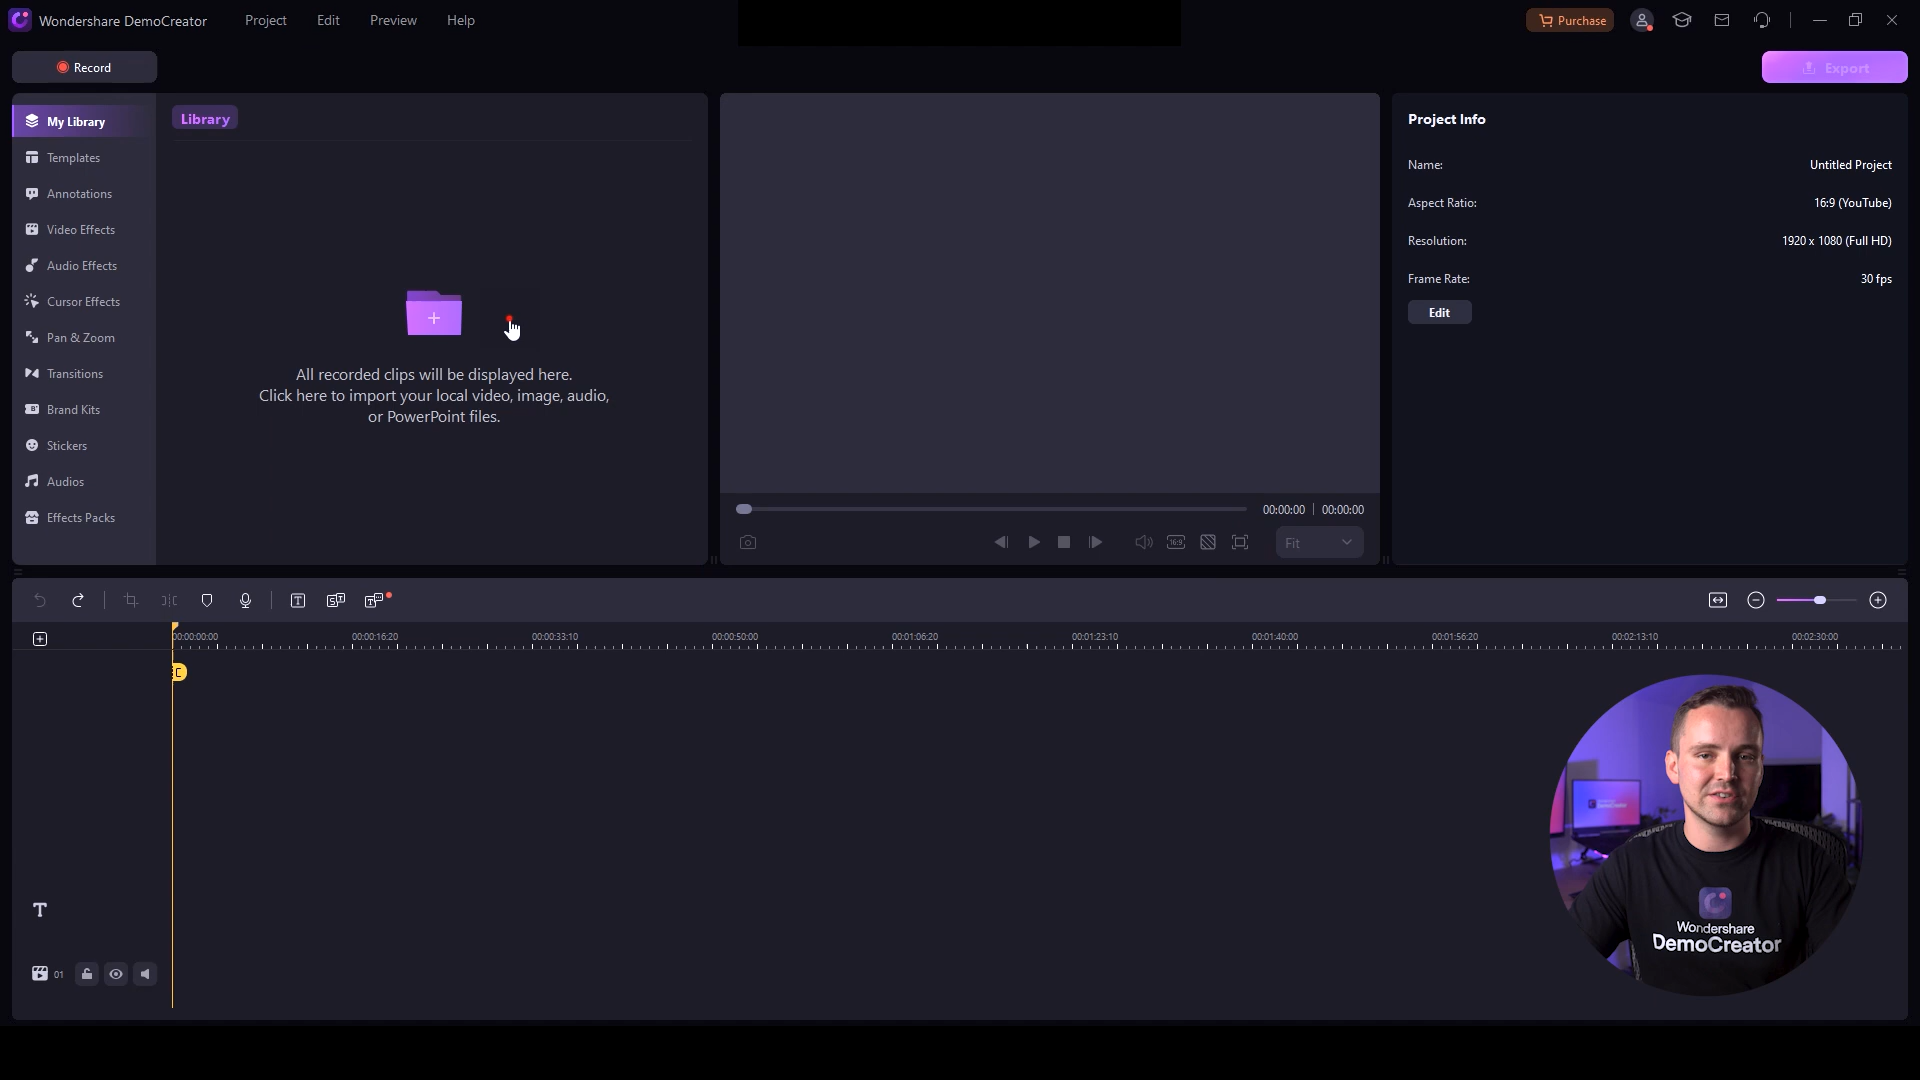 Wondershare DemoCreator Project Edit Preview Help Purchase
Record Export
My Library
Templates
Annotations
Video Effects
Audio Effects
Cursor Effects
Pan & Zoom
Transitions
Brand Kits
Stickers
Audios
Effects Packs
Library
All recorded clips will be displayed here.
Click here to import your local video, image, audio,
or PowerPoint files.
00:00:00 | 00:00:00
16:9 Fit
Project Info
Name: Untitled Project
Aspect Ratio: 16:9 (YouTube)
Resolution: 1920 x 1080 (Full HD)
Frame Rate: 30 fps
Edit
00:00:00:00 00:00:16:20 00:00:33:10 00:00:50:00 00:01:06:20 00:01:23:10 00:01:40:00 00:01:56:20 00:02:13:10 00:02:30:00
01
Wondershare
DemoCreator